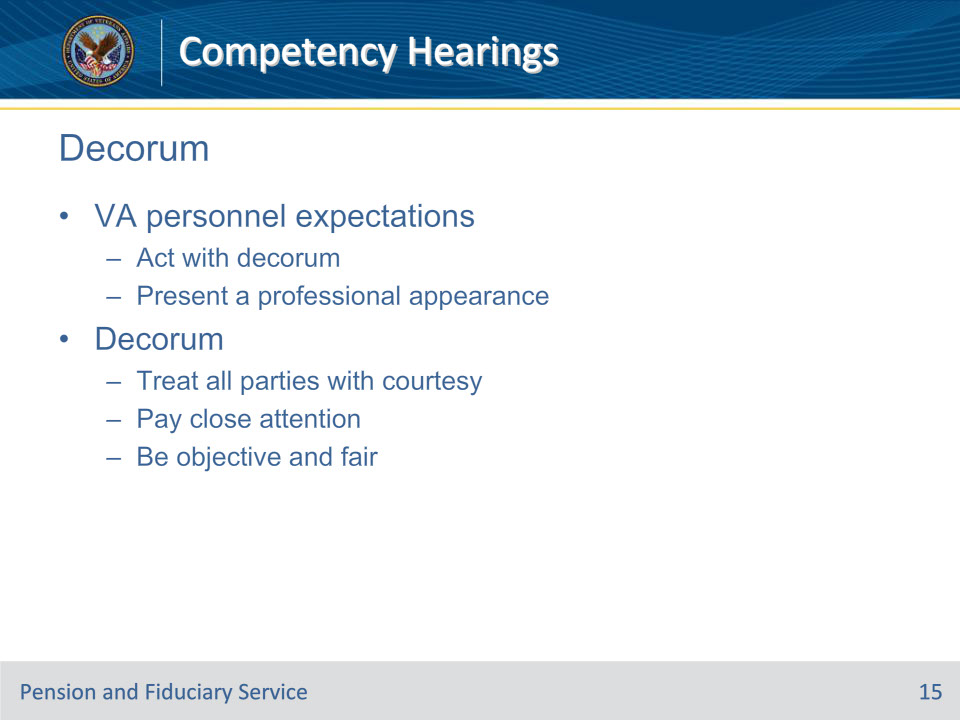 Competency Hearings
Decorum
• VA personnel expectations
– Act with decorum
– Present a professional appearance
• Decorum
– Treat all parties with courtesy
– Pay close attention
– Be objective and fair
Pension and Fiduciary Service
15